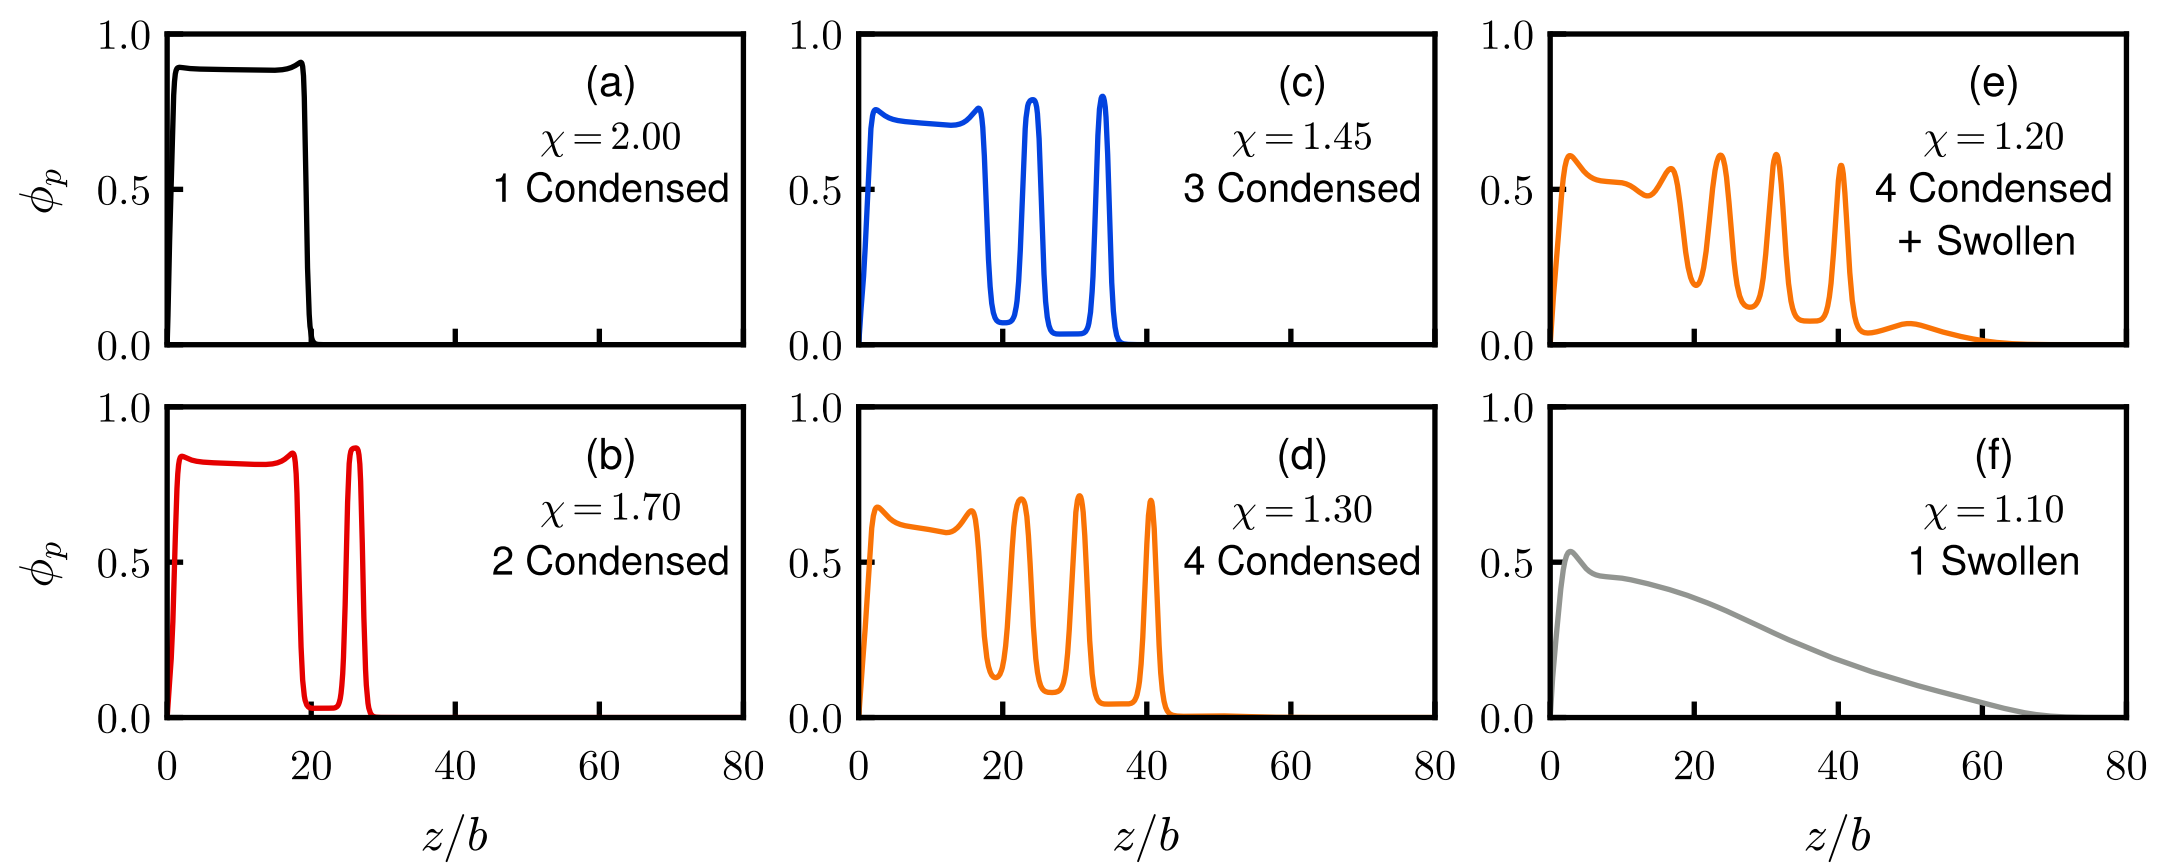 1.0
0.5
0.0
ϕ_p
(a)
χ = 2.00
1 Condensed
1.0
0.5
0.0
(c)
χ = 1.45
3 Condensed
1.0
0.5
0.0
(e)
χ = 1.20
4 Condensed
+ Swollen
1.0
0.5
0.0
ϕ_p
(b)
χ = 1.70
2 Condensed
0 20 40 60 80
z/b
1.0
0.5
0.0
(d)
χ = 1.30
4 Condensed
0 20 40 60 80
z/b
1.0
0.5
0.0
(f)
χ = 1.10
1 Swollen
0 20 40 60 80
z/b